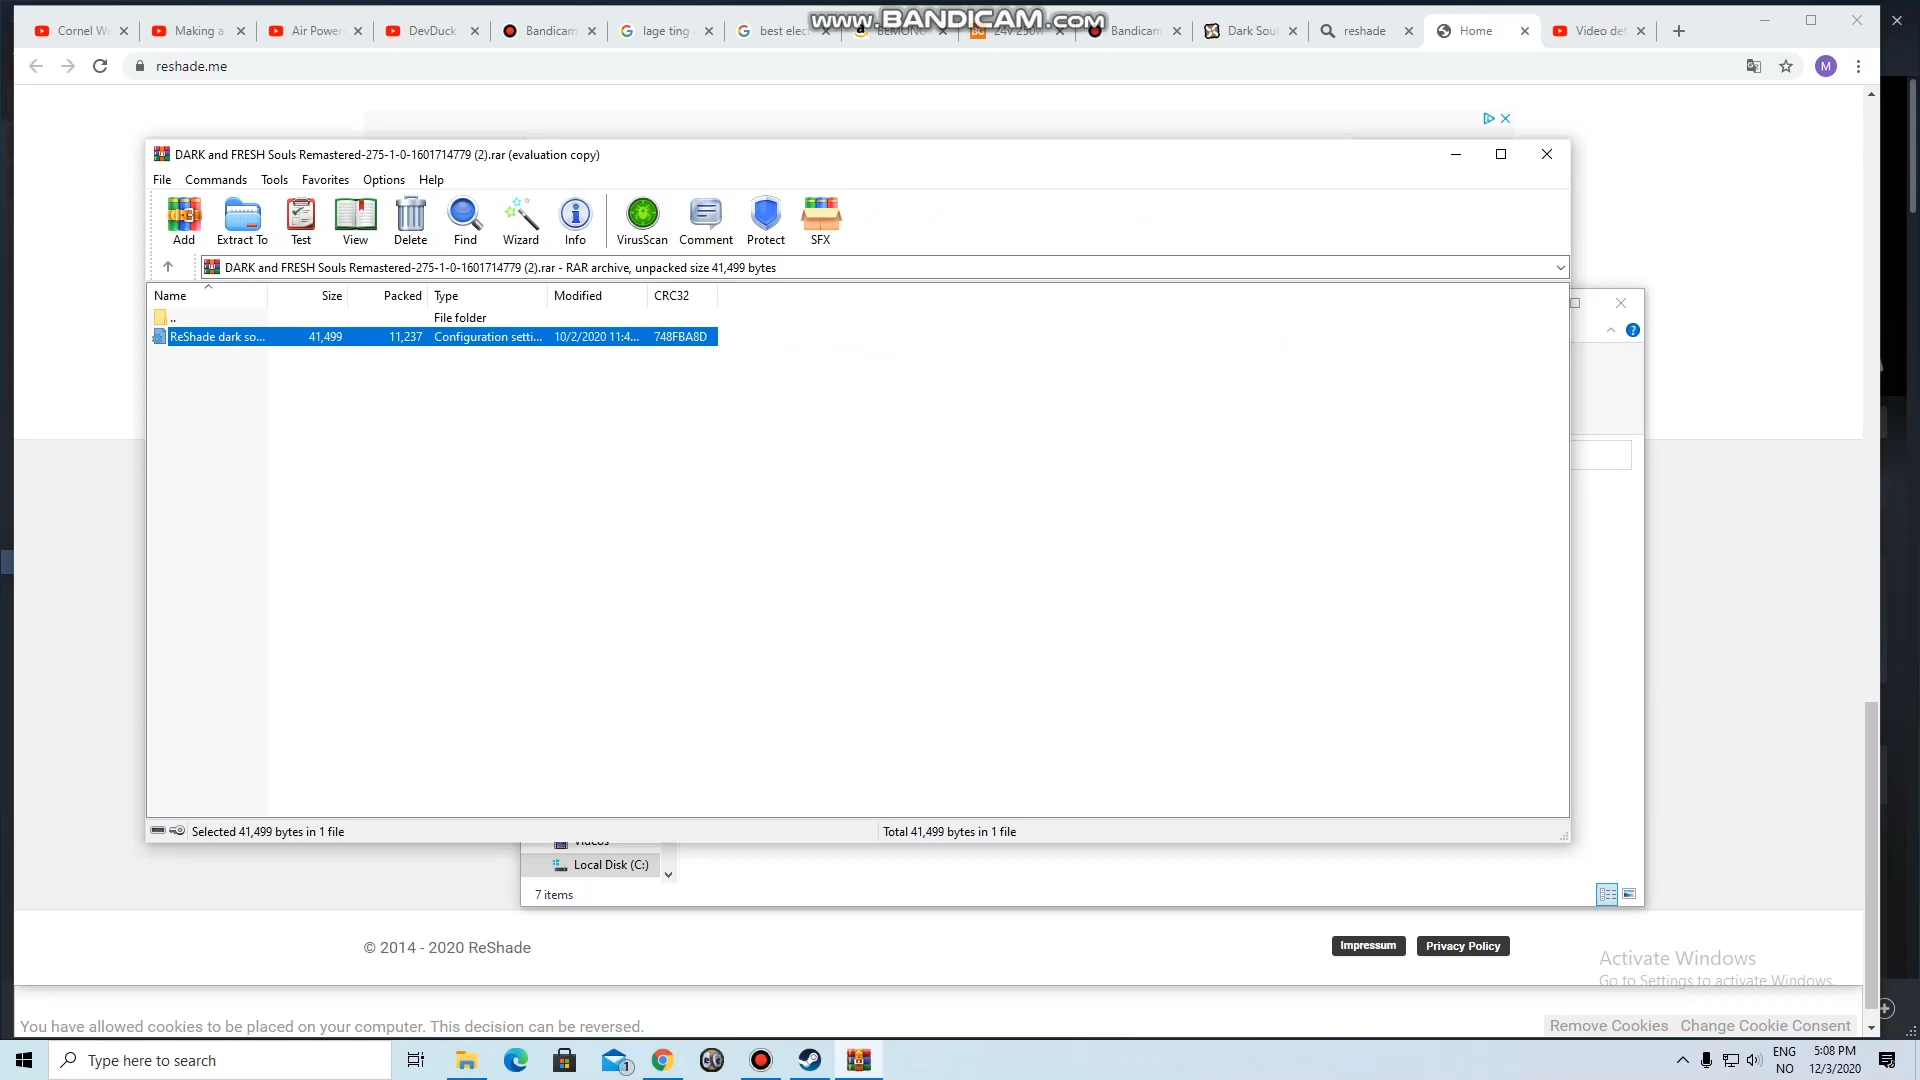 www.BANDICAM.com
Cornel W
Making a
Air Power
DevDuck
Bandicam
lage ting
best elec
BEMONO
24V 250W
Bandicam
Dark Soul
reshade
Home
Video det
reshade.me
M
DARK and FRESH Souls Remastered-275-1-0-1601714779 (2).rar (evaluation copy)
File Commands Tools Favorites Options Help
Add Extract To Test View Delete Find Wizard Info VirusScan Comment Protect SFX
DARK and FRESH Souls Remastered-275-1-0-1601714779 (2).rar - RAR archive, unpacked size 41,499 bytes
Name Size Packed Type Modified CRC32
.. File folder
ReShade dark so... 41,499 11,237 Configuration setti... 10/2/2020 11:4... 748FBA8D
Selected 41,499 bytes in 1 file
Total 41,499 bytes in 1 file
Videos
Local Disk (C:)
7 items
© 2014 - 2020 ReShade
Impressum
Privacy Policy
Activate Windows
Go to Settings to activate Windows.
You have allowed cookies to be placed on your computer. This decision can be reversed.
Remove Cookies
Change Cookie Consent
Type here to search
1
ENG
NO
5:08 PM
12/3/2020